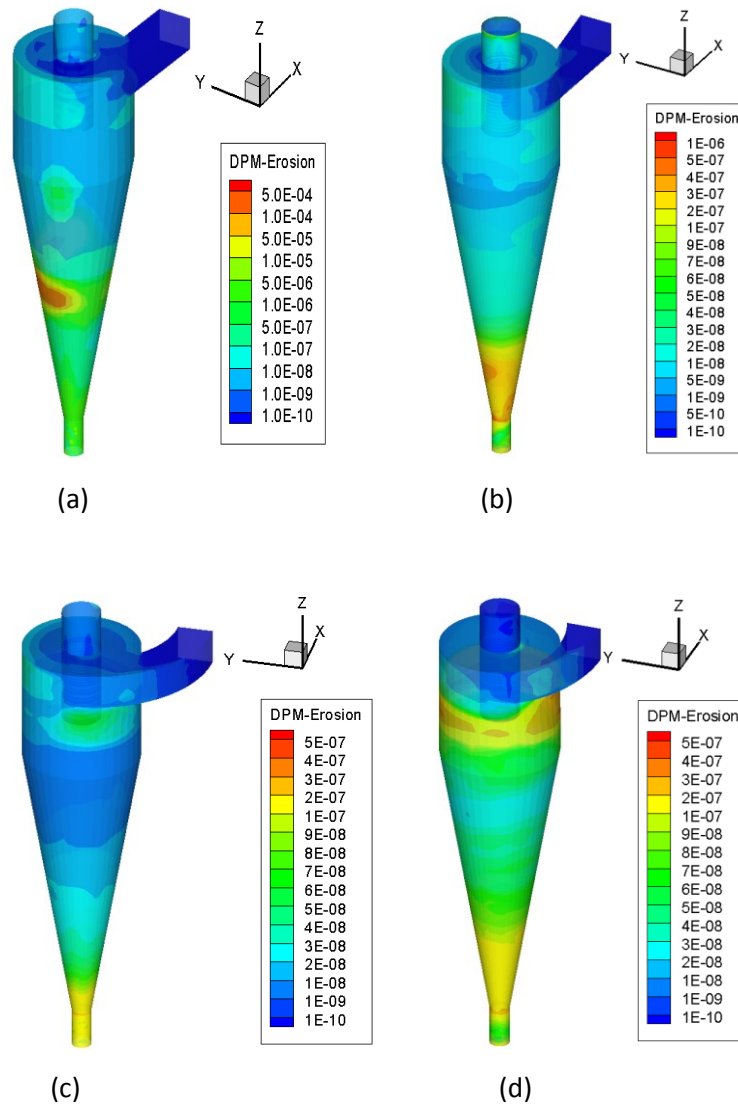 Z
Y
X
DPM-Erosion
5.0E-04
1.0E-04
5.0E-05
1.0E-05
5.0E-06
1.0E-06
5.0E-07
1.0E-07
1.0E-08
1.0E-09
1.0E-10
(a)
Z
Y
X
DPM-Erosion
1E-06
5E-07
4E-07
3E-07
2E-07
1E-07
9E-08
7E-08
5E-08
4E-08
3E-08
2E-08
1E-08
5E-09
1E-09
5E-10
1E-10
(b)
Z
Y
X
DPM-Erosion
5E-07
4E-07
3E-07
2E-07
1E-07
9E-08
8E-08
7E-08
6E-08
5E-08
4E-08
3E-08
2E-08
1E-08
1E-09
1E-10
(c)
Z
Y
X
DPM-Erosion
5E-07
4E-07
3E-07
2E-07
1E-07
9E-08
8E-08
7E-08
6E-08
5E-08
4E-08
3E-08
2E-08
1E-08
1E-09
1E-10
(d)